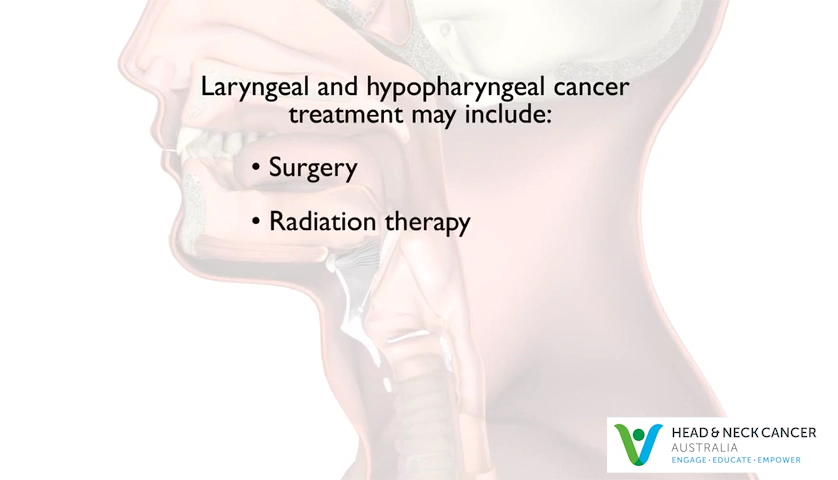 Laryngeal and hypopharyngeal cancer
treatment may include:
• Surgery
• Radiation therapy
HEAD & NECK CANCER
AUSTRALIA
ENGAGE • EDUCATE • EMPOWER